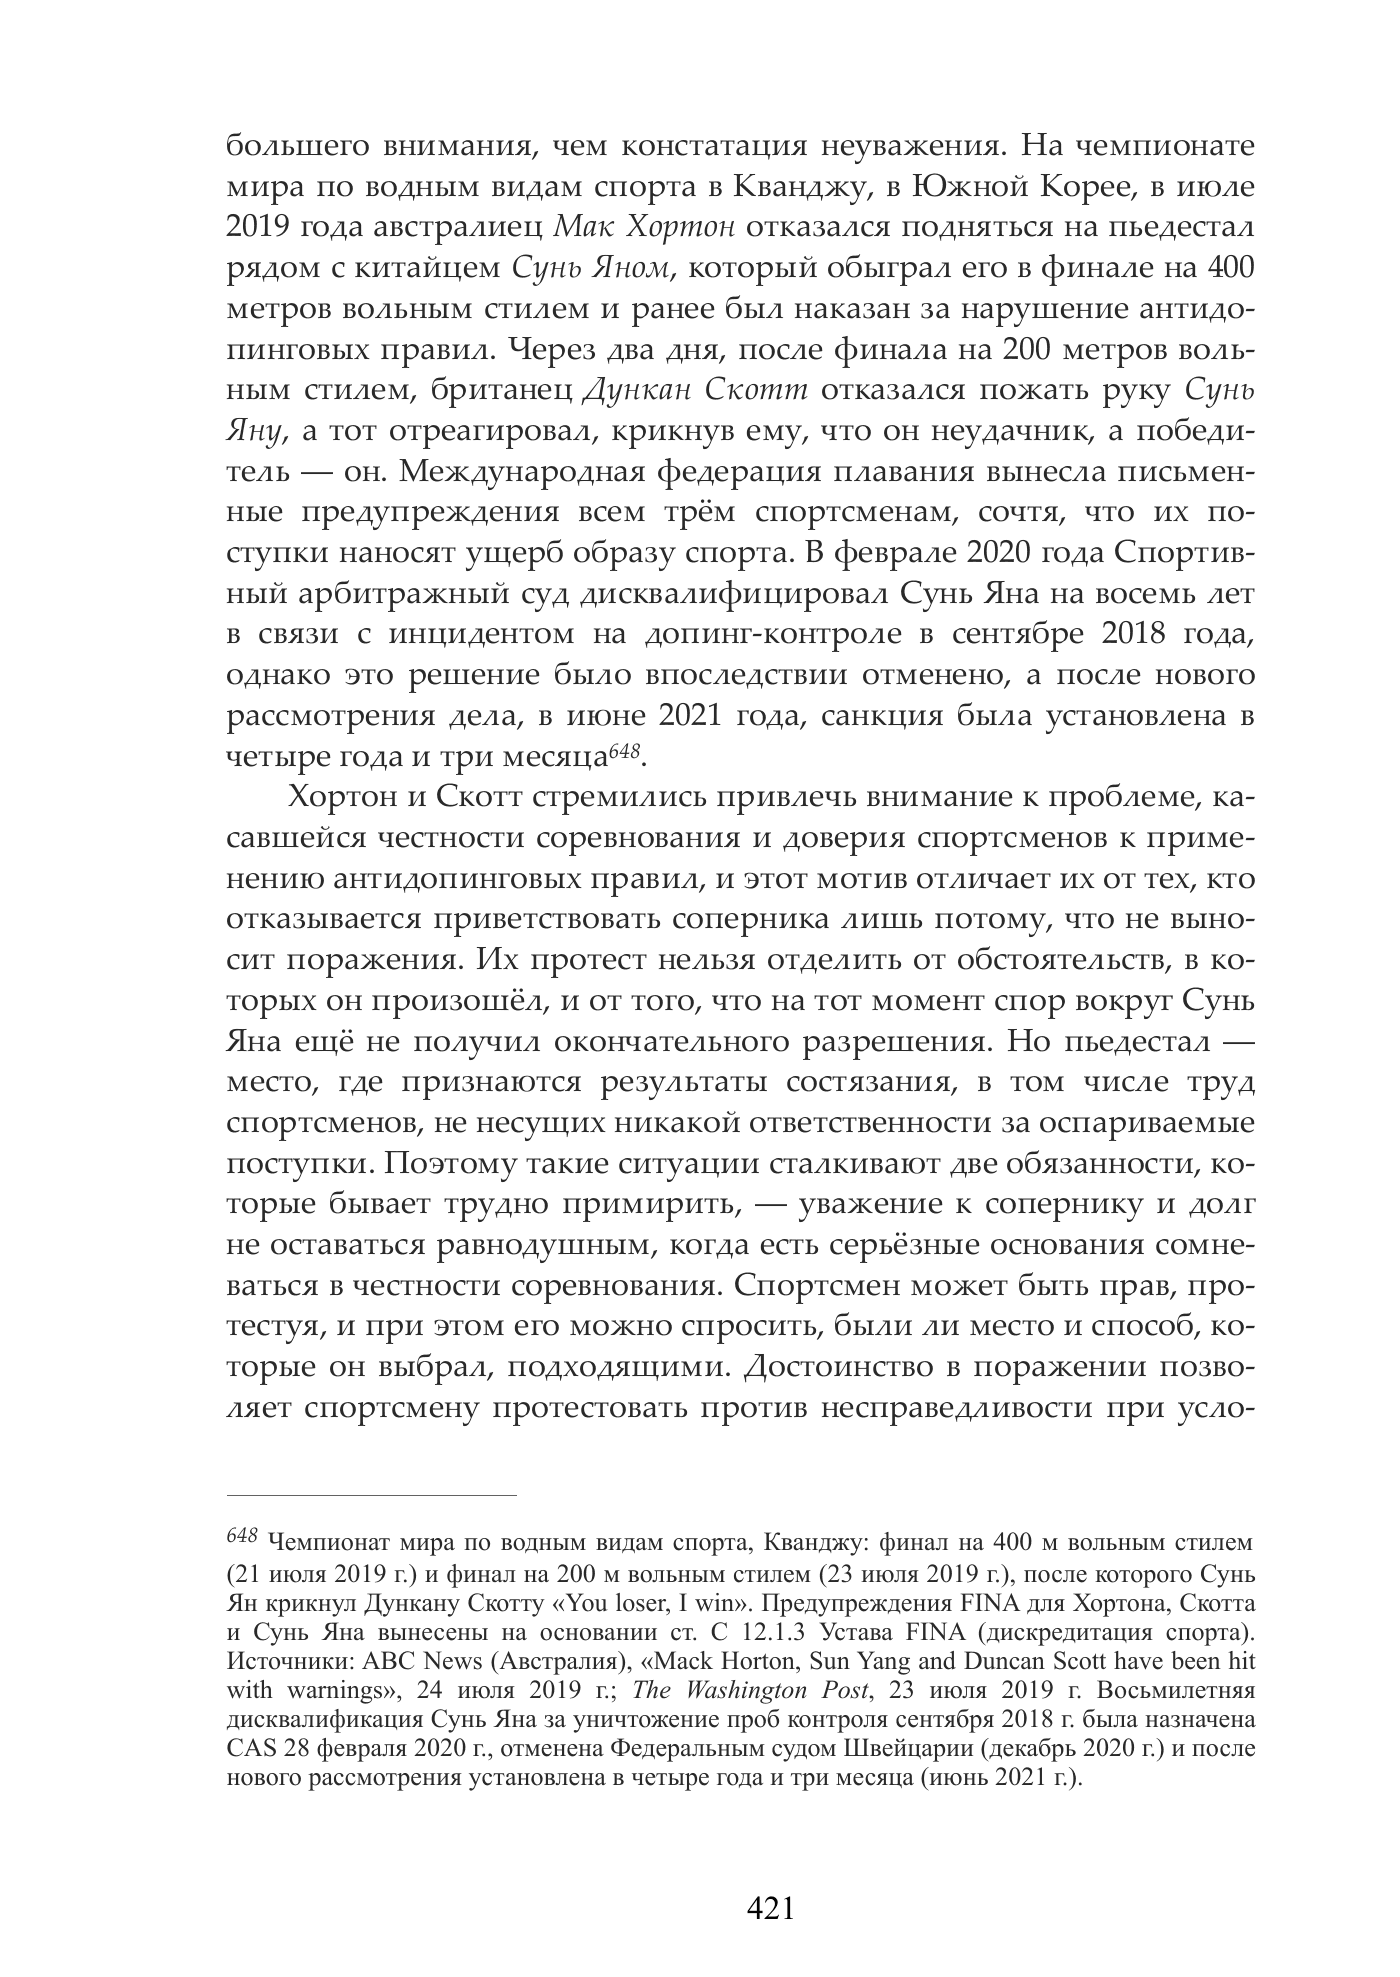 большего внимания, чем констатация неуважения. На чемпионате
мира по водным видам спорта в Кванджу, в Южной Корее, в июле
2019 года австралиец Мак Хортон отказался подняться на пьедестал
рядом с китайцем Сунь Яном, который обыграл его в финале на 400
метров вольным стилем и ранее был наказан за нарушение антидо-
пинговых правил. Через два дня, после финала на 200 метров воль-
ным стилем, британец Дункан Скотт отказался пожать руку Сунь
Яну, а тот отреагировал, крикнув ему, что он неудачник, а победи-
тель — он. Международная федерация плавания вынесла письмен-
ные предупреждения всем трём спортсменам, сочтя, что их по-
ступки наносят ущерб образу спорта. В феврале 2020 года Спортив-
ный арбитражный суд дисквалифицировал Сунь Яна на восемь лет
в связи с инцидентом на допинг-контроле в сентябре 2018 года,
однако это решение было впоследствии отменено, а после нового
рассмотрения дела, в июне 2021 года, санкция была установлена в
четыре года и три месяца648.
Хортон и Скотт стремились привлечь внимание к проблеме, ка-
савшейся честности соревнования и доверия спортсменов к приме-
нению антидопинговых правил, и этот мотив отличает их от тех, кто
отказывается приветствовать соперника лишь потому, что не выно-
сит поражения. Их протест нельзя отделить от обстоятельств, в ко-
торых он произошёл, и от того, что на тот момент спор вокруг Сунь
Яна ещё не получил окончательного разрешения. Но пьедестал —
место, где признаются результаты состязания, в том числе труд
спортсменов, не несущих никакой ответственности за оспариваемые
поступки. Поэтому такие ситуации сталкивают две обязанности, ко-
торые бывает трудно примирить, — уважение к сопернику и долг
не оставаться равнодушным, когда есть серьёзные основания сомне-
ваться в честности соревнования. Спортсмен может быть прав, про-
тестуя, и при этом его можно спросить, были ли место и способ, ко-
торые он выбрал, подходящими. Достоинство в поражении позво-
ляет спортсмену протестовать против несправедливости при усло-
648 Чемпионат мира по водным видам спорта, Кванджу: финал на 400 м вольным стилем
(21 июля 2019 г.) и финал на 200 м вольным стилем (23 июля 2019 г.), после которого Сунь
Ян крикнул Дункану Скотту «You loser, I win». Предупреждения FINA для Хортона, Скотта
и Сунь Яна вынесены на основании ст. C 12.1.3 Устава FINA (дискредитация спорта).
Источники: ABC News (Австралия), «Mack Horton, Sun Yang and Duncan Scott have been hit
with warnings», 24 июля 2019 г.; The Washington Post, 23 июля 2019 г. Восьмилетняя
дисквалификация Сунь Яна за уничтожение проб контроля сентября 2018 г. была назначена
CAS 28 февраля 2020 г., отменена Федеральным судом Швейцарии (декабрь 2020 г.) и после
нового рассмотрения установлена в четыре года и три месяца (июнь 2021 г.).
421